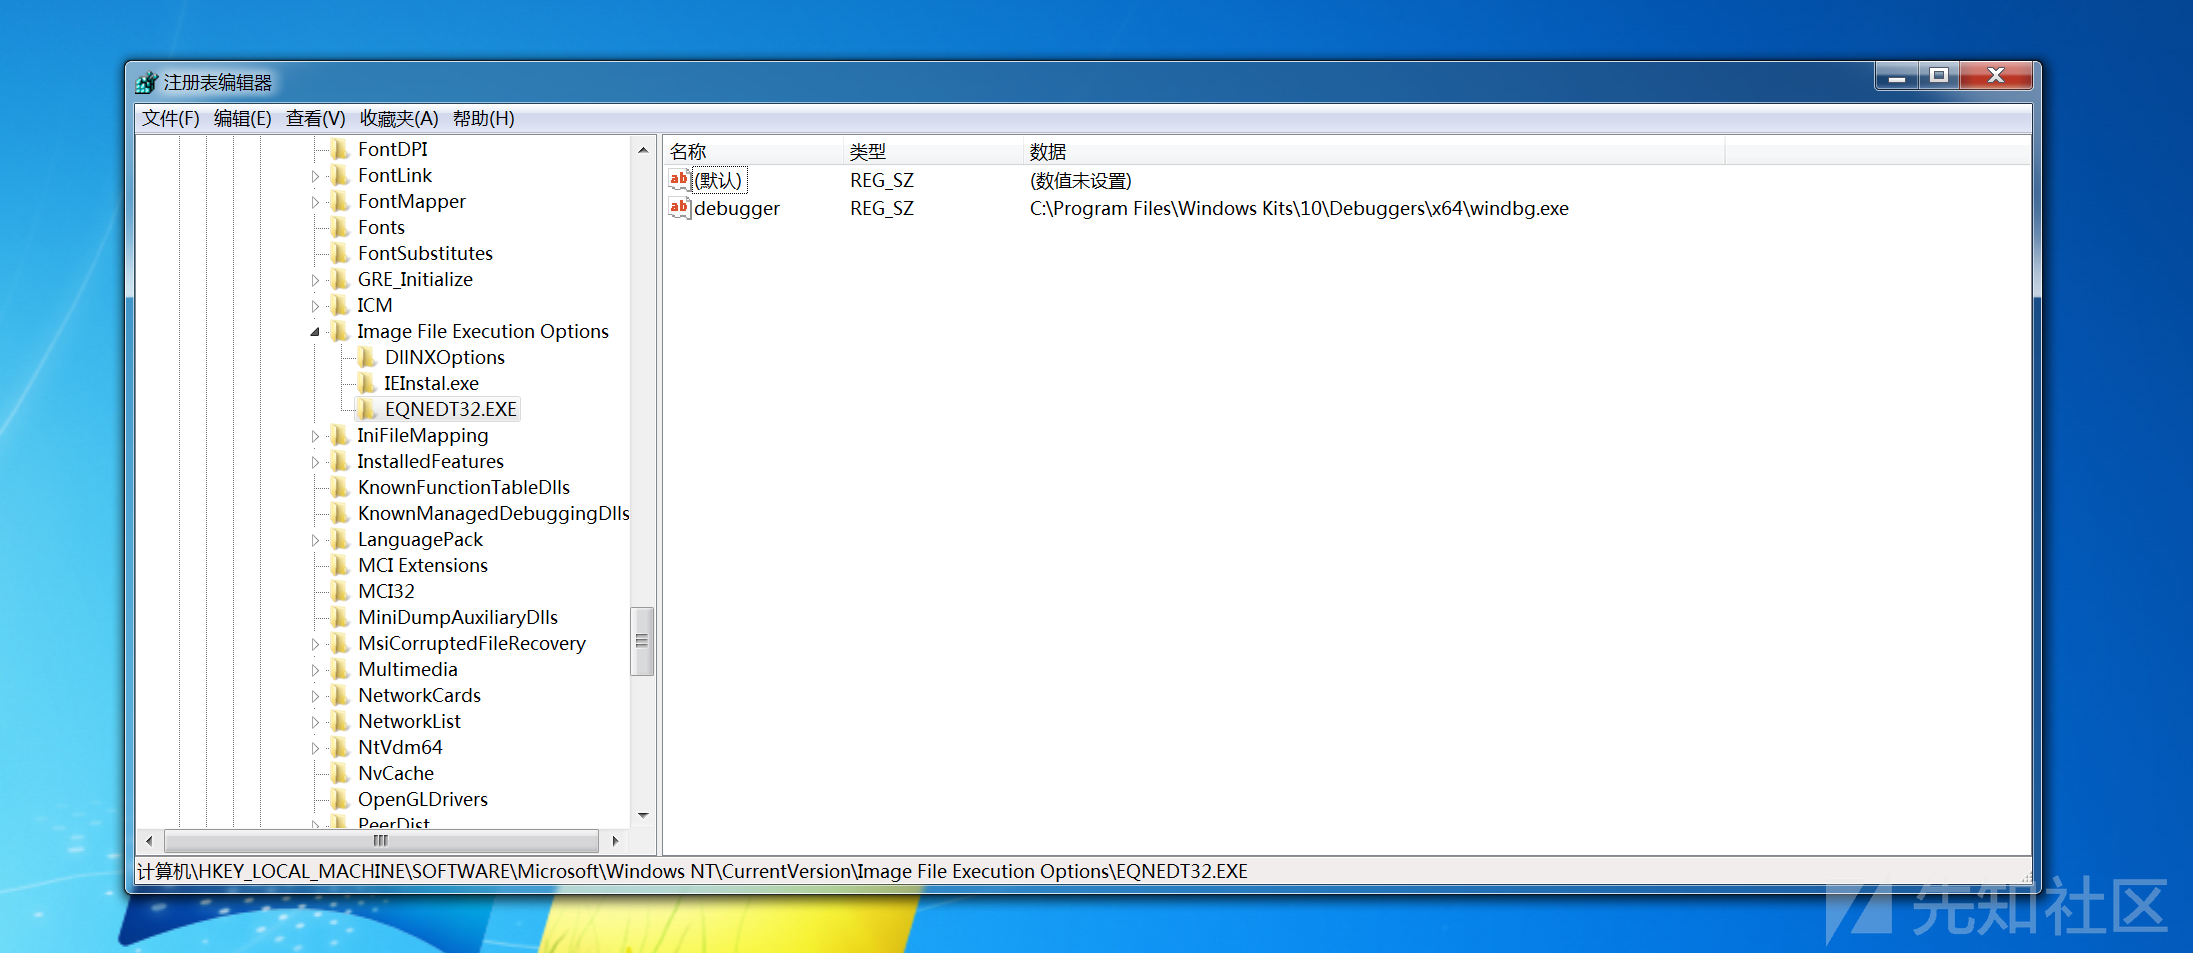 注册表编辑器
文件(F) 编辑(E) 查看(V) 收藏夹(A) 帮助(H)
FontDPI
FontLink
FontMapper
Fonts
FontSubstitutes
GRE_Initialize
ICM
Image File Execution Options
DllNXOptions
IEInstal.exe
EQNEDT32.EXE
IniFileMapping
InstalledFeatures
KnownFunctionTableDlls
KnownManagedDebuggingDlls
LanguagePack
MCI Extensions
MCI32
MiniDumpAuxiliaryDlls
MsiCorruptedFileRecovery
Multimedia
NetworkCards
NetworkList
NtVdm64
NvCache
OpenGLDrivers
PeerDist
名称 类型 数据
(默认) REG_SZ (数值未设置)
debugger REG_SZ C:\Program Files\Windows Kits\10\Debuggers\x64\windbg.exe
计算机\HKEY_LOCAL_MACHINE\SOFTWARE\Microsoft\Windows NT\CurrentVersion\Image File Execution Options\EQNEDT32.EXE
先知社区